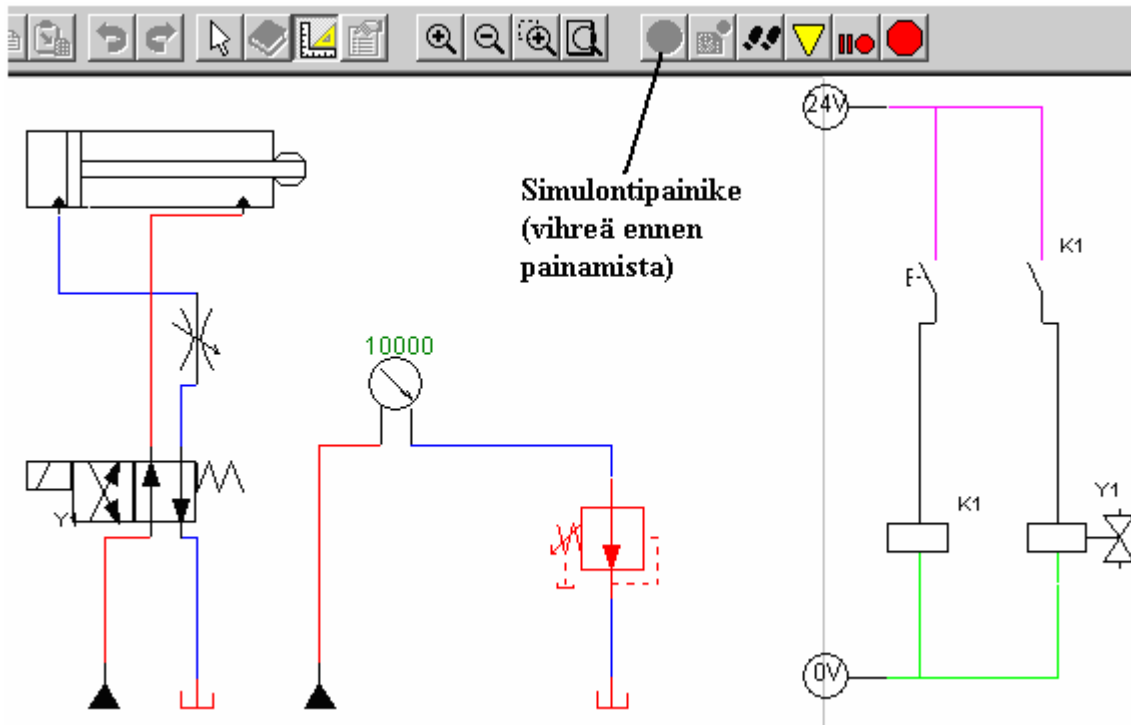 24V
Simulontipainike
(vihreä ennen
painamista)
K1
E-
10000
Y1
K1
Y1
0V